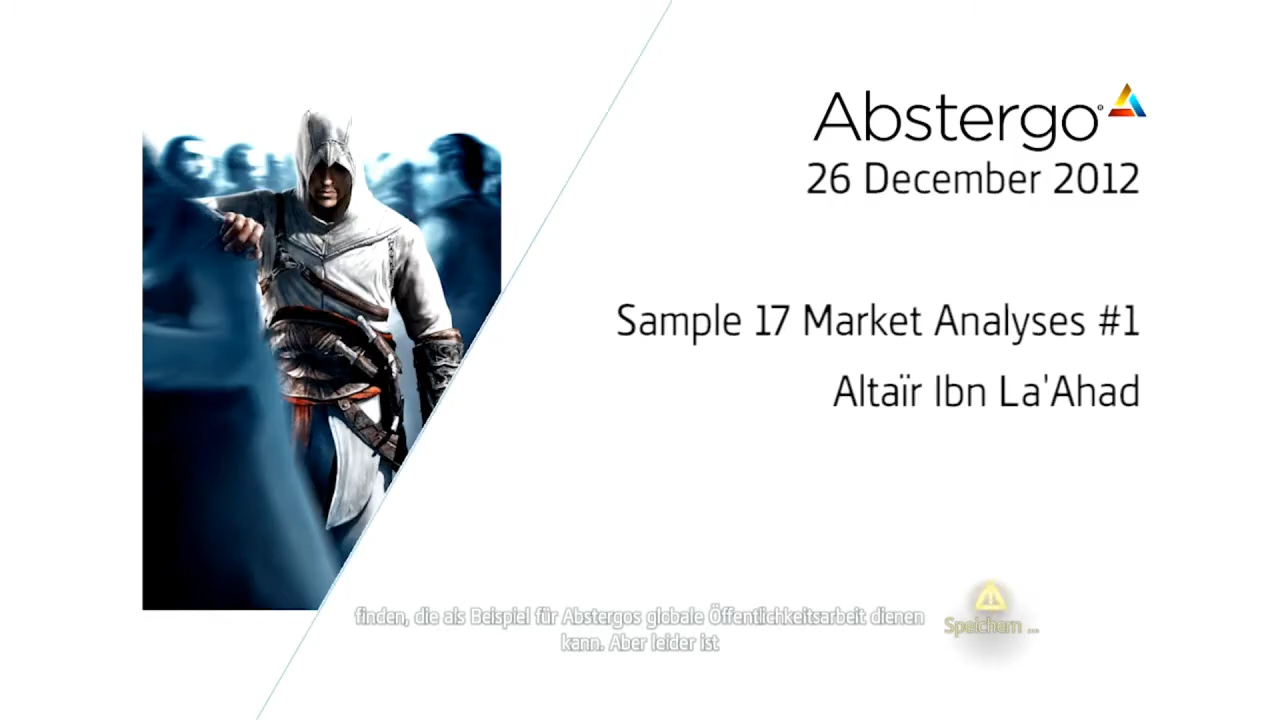 Abstergo
26 December 2012
Sample 17 Market Analyses #1
Altaïr Ibn La'Ahad
finden, die als Beispiel für Abstergos globale Öffentlichkeitsarbeit dienen
kann. Aber leider ist
Speichern ...